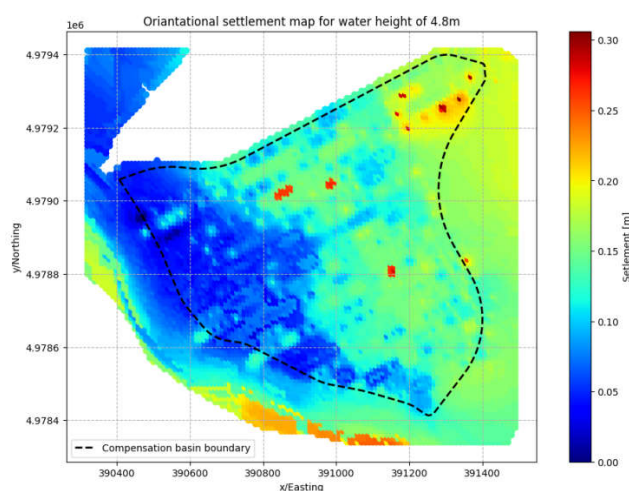 Oriantational settlement map for water height of 4.8m
1e6
4.9794
4.9792
4.9790
4.9788
4.9786
4.9784
y/Northing
390400 390600 390800 391000 391200 391400
x/Easting
Compensation basin boundary
0.30
0.25
0.20
0.15
0.10
0.05
0.00
Setlement [m]